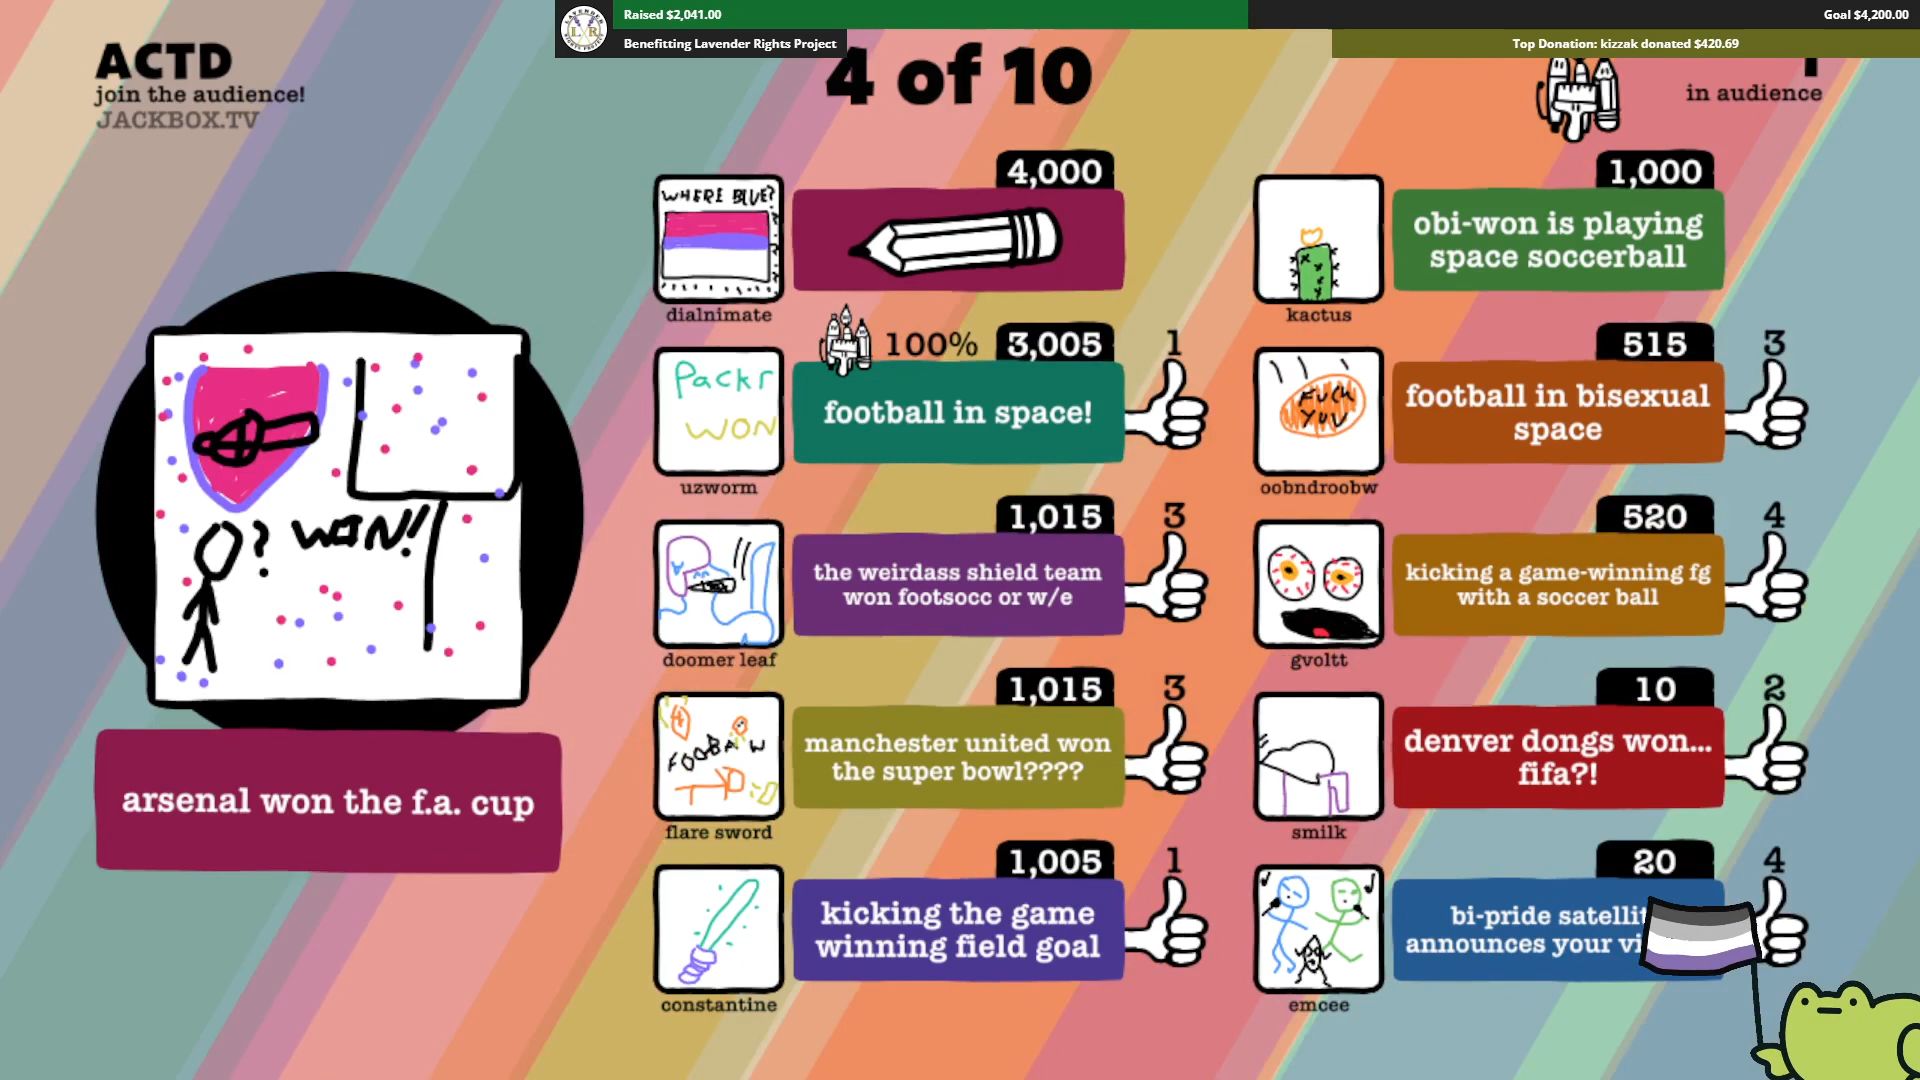 Raised $2,041.00
Goal $4,200.00
Benefitting Lavender Rights Project
Top Donation: kizzak donated $420.69
ACTD
join the audience!
JACKBOX.TV
4 of 10
in audience
WON!
?
arsenal won the f.a. cup
WHERE BLUE?
4,000
dialnimate
Packr
WON
100%
3,005
1
football in space!
uzworm
1,015
3
the weirdass shield team
won footsocc or w/e
doomer leaf
FOOBAW
1,015
3
manchester united won
the super bowl????
flare sword
1,005
1
kicking the game
winning field goal
constantine
1,000
obi-won is playing
space soccerball
kactus
FUCK
YOU
515
3
football in bisexual
space
oobndroobw
520
4
kicking a game-winning fg
with a soccer ball
gvoltt
10
2
denver dongs won...
fifa?!
smilk
20
4
bi-pride satellit
announces your vi
emcee